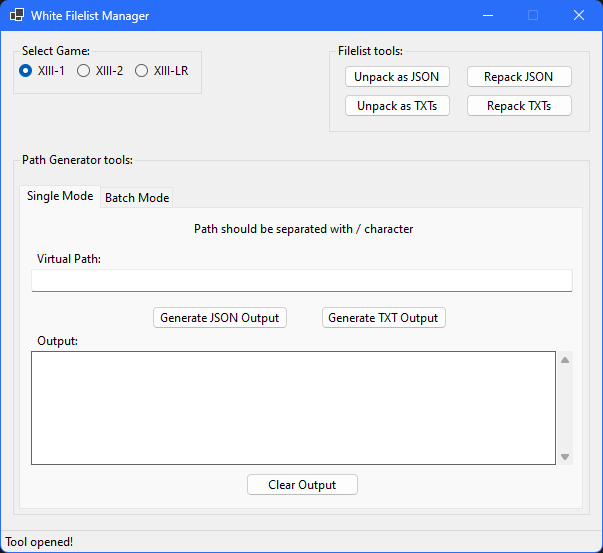 White Filelist Manager
Select Game:
XIII-1 XIII-2 XIII-LR
Filelist tools:
Unpack as JSON Repack JSON
Unpack as TXTs Repack TXTs
Path Generator tools:
Single Mode Batch Mode
Path should be separated with / character
Virtual Path:
Generate JSON Output Generate TXT Output
Output:
Clear Output
Tool opened!